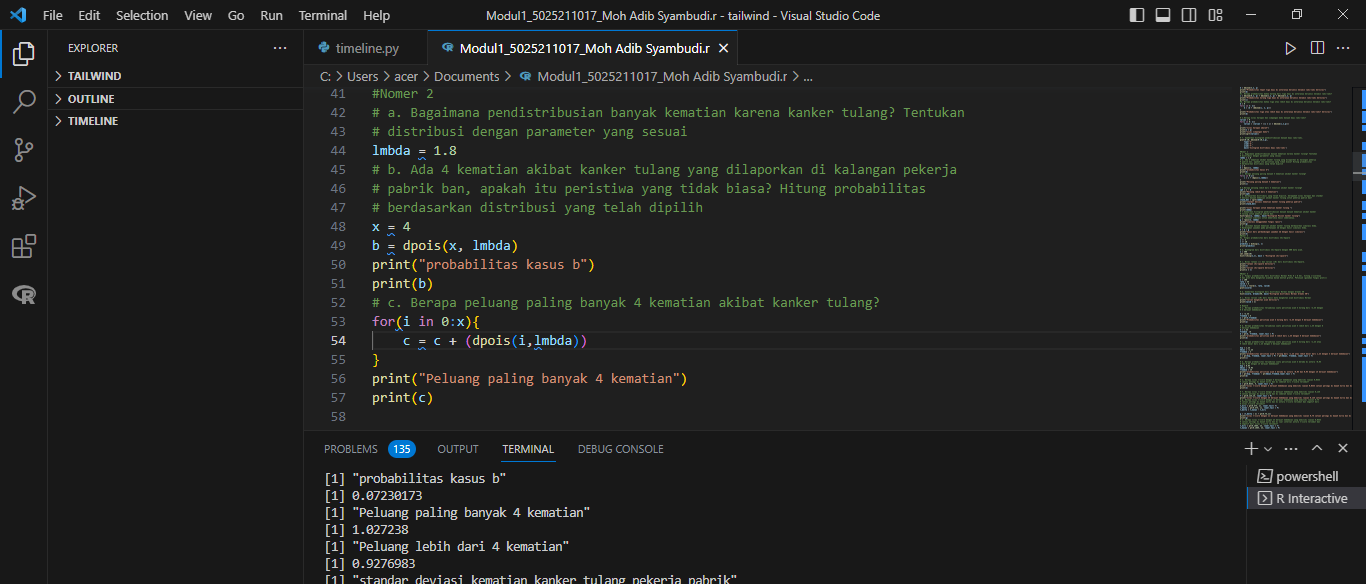 File Edit Selection View Go Run Terminal Help Modul1_5025211017_Moh Adib Syambudi.r - tailwind - Visual Studio Code
EXPLORER
TAILWIND
OUTLINE
TIMELINE
timeline.py Modul1_5025211017_Moh Adib Syambudi.r
C: > Users > acer > Documents > Modul1_5025211017_Moh Adib Syambudi.r > ...
41 #Nomer 2
42 # a. Bagaimana pendistribusian banyak kematian karena kanker tulang? Tentukan
43 # distribusi dengan parameter yang sesuai
44 lmbda = 1.8
45 # b. Ada 4 kematian akibat kanker tulang yang dilaporkan di kalangan pekerja
46 # pabrik ban, apakah itu peristiwa yang tidak biasa? Hitung probabilitas
47 # berdasarkan distribusi yang telah dipilih
48 x = 4
49 b = dpois(x, lmbda)
50 print("probabilitas kasus b")
51 print(b)
52 # c. Berapa peluang paling banyak 4 kematian akibat kanker tulang?
53 for(i in 0:x){
54 c = c + (dpois(i,lmbda))
55 }
56 print("Peluang paling banyak 4 kematian")
57 print(c)
58
PROBLEMS 135 OUTPUT TERMINAL DEBUG CONSOLE
[1] "probabilitas kasus b"
[1] 0.07230173
[1] "Peluang paling banyak 4 kematian"
[1] 1.027238
[1] "Peluang lebih dari 4 kematian"
[1] 0.9276983
[1] "standar deviasi kematian kanker tulang pekerja pabrik"
powershell
R Interactive